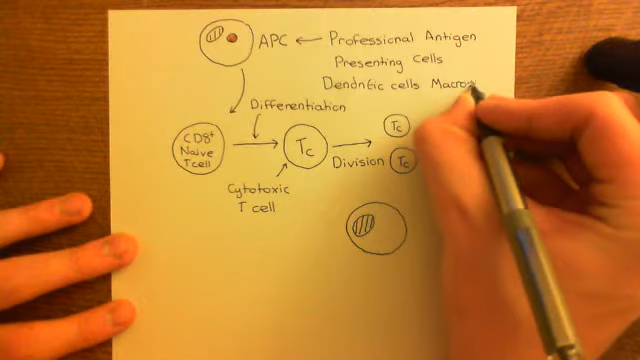 APC ← Professional Antigen
Presenting Cells
Dendritic cells
Differentiation
CD8+
Naive
T cell
Tc
Tc
Division
Tc
Cytotoxic
T cell